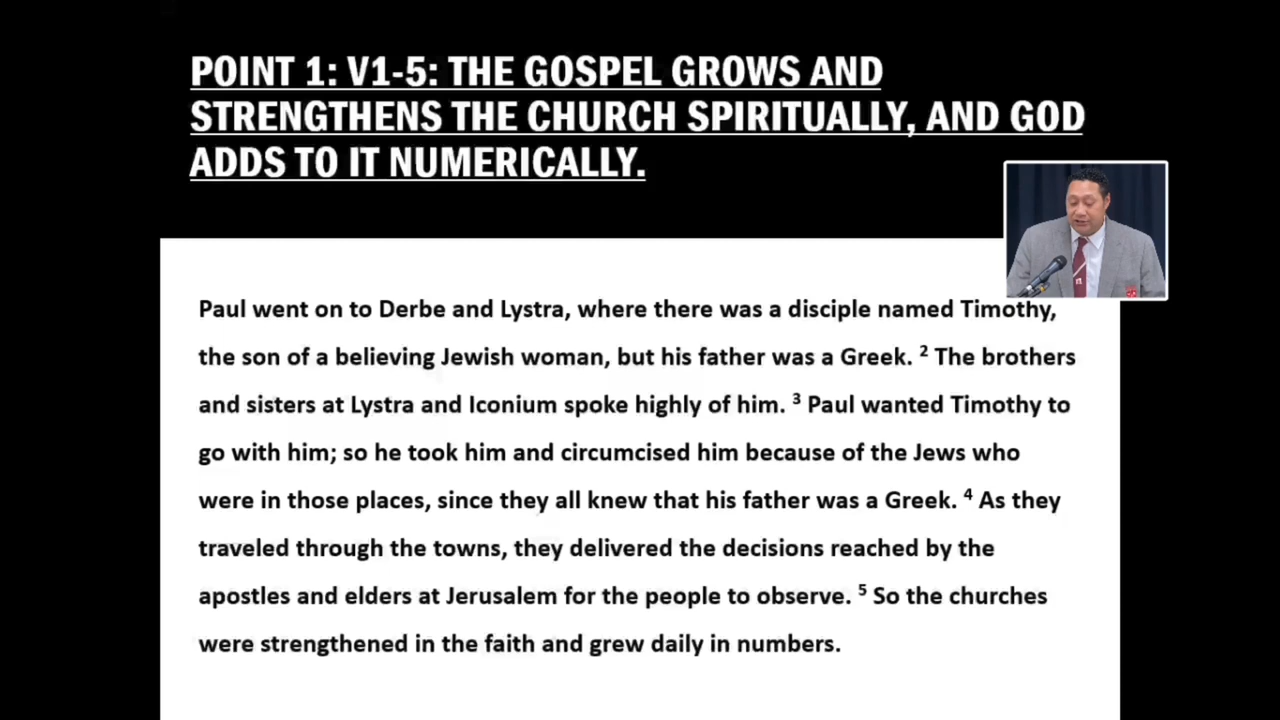 POINT 1: V1-5: THE GOSPEL GROWS AND
STRENGTHENS THE CHURCH SPIRITUALLY, AND GOD
ADDS TO IT NUMERICALLY.
Paul went on to Derbe and Lystra, where there was a disciple named Timothy,
the son of a believing Jewish woman, but his father was a Greek. ² The brothers
and sisters at Lystra and Iconium spoke highly of him. ³ Paul wanted Timothy to
go with him; so he took him and circumcised him because of the Jews who
were in those places, since they all knew that his father was a Greek. ⁴ As they
traveled through the towns, they delivered the decisions reached by the
apostles and elders at Jerusalem for the people to observe. ⁵ So the churches
were strengthened in the faith and grew daily in numbers.